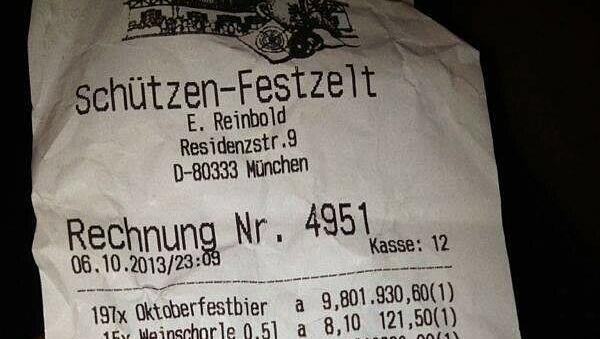 Schützen-Festzelt
E. Reinbold
Residenzstr.9
D-80333 München
Rechnung Nr. 4951
06.10.2013/23:09 Kasse: 12
197x Oktoberfestbier a 9,801.930,60(1)
15x Weinschorle 0,5l a 8,10 121,50(1)